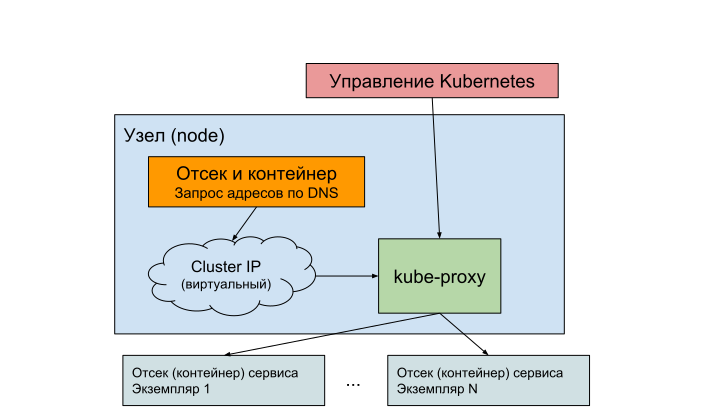 Управление Kubernetes
Узел (node)
Отсек и контейнер
Запрос адресов по DNS
Cluster IP
(виртуальный)
kube-proxy
Отсек (контейнер) сервиса
Экземпляр 1
...
Отсек (контейнер) сервиса
Экземпляр N